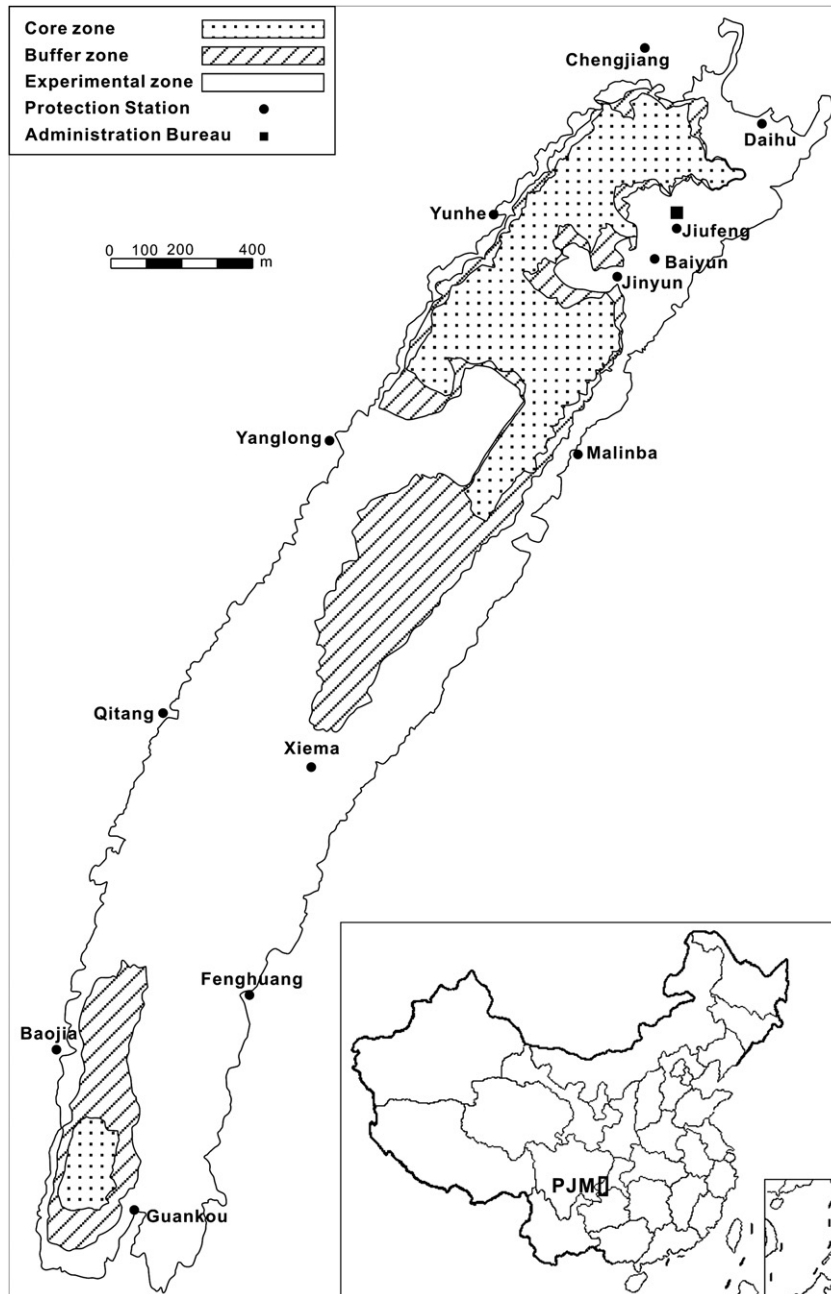 Core zone
Buffer zone
Experimental zone
Protection Station
Administration Bureau
Chengjiang
Daihu
Yunhe
Jiufeng
0 100 200 400
m
Baiyun
Jinyun
Yanglong
Malinba
Qitang
Xiema
Fenghuang
Baojia
PJM
Guankou